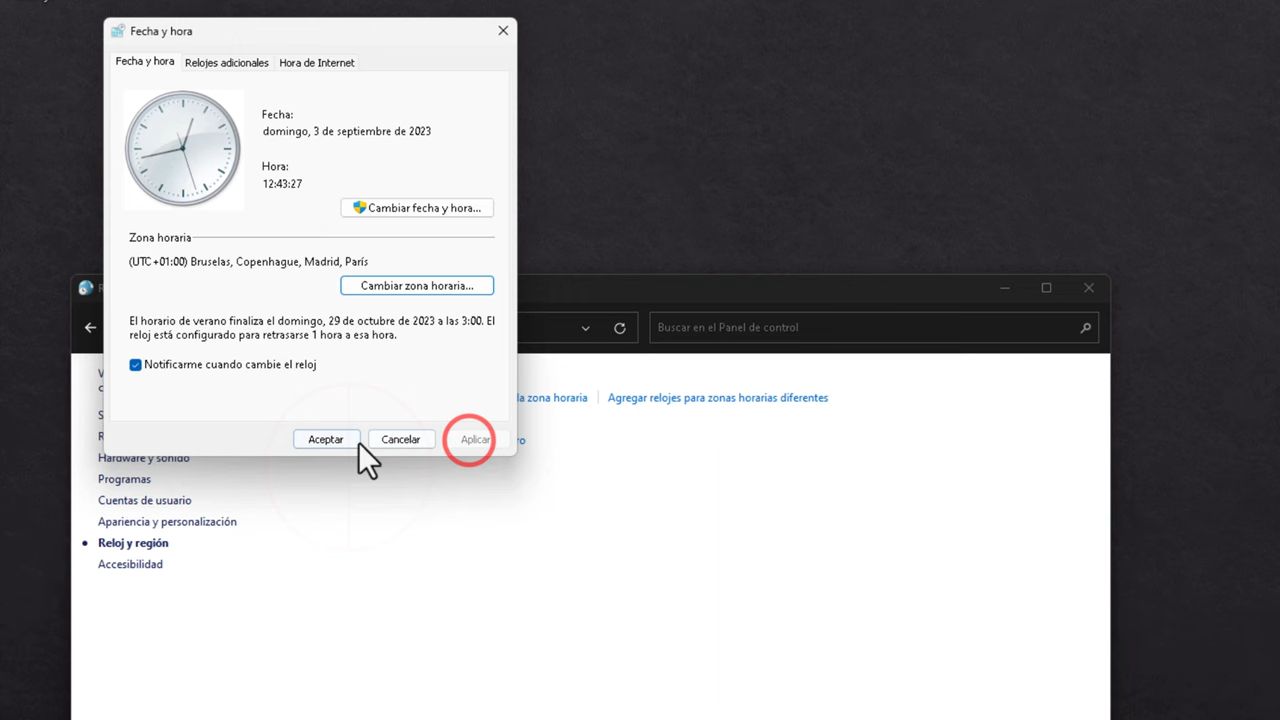 Fecha y hora
Fecha y hora Relojes adicionales Hora de Internet
Fecha:
domingo, 3 de septiembre de 2023
Hora:
12:43:27
Cambiar fecha y hora...
Zona horaria
(UTC+01:00) Bruselas, Copenhague, Madrid, París
Cambiar zona horaria...
El horario de verano finaliza el domingo, 29 de octubre de 2023 a las 3:00. El
reloj está configurado para retrasarse 1 hora a esa hora.
Notificarme cuando cambie el reloj
Aceptar Cancelar Aplicar
Buscar en el Panel de control
la zona horaria Agregar relojes para zonas horarias diferentes
Hardware y sonido
Programas
Cuentas de usuario
Apariencia y personalización
Reloj y región
Accesibilidad